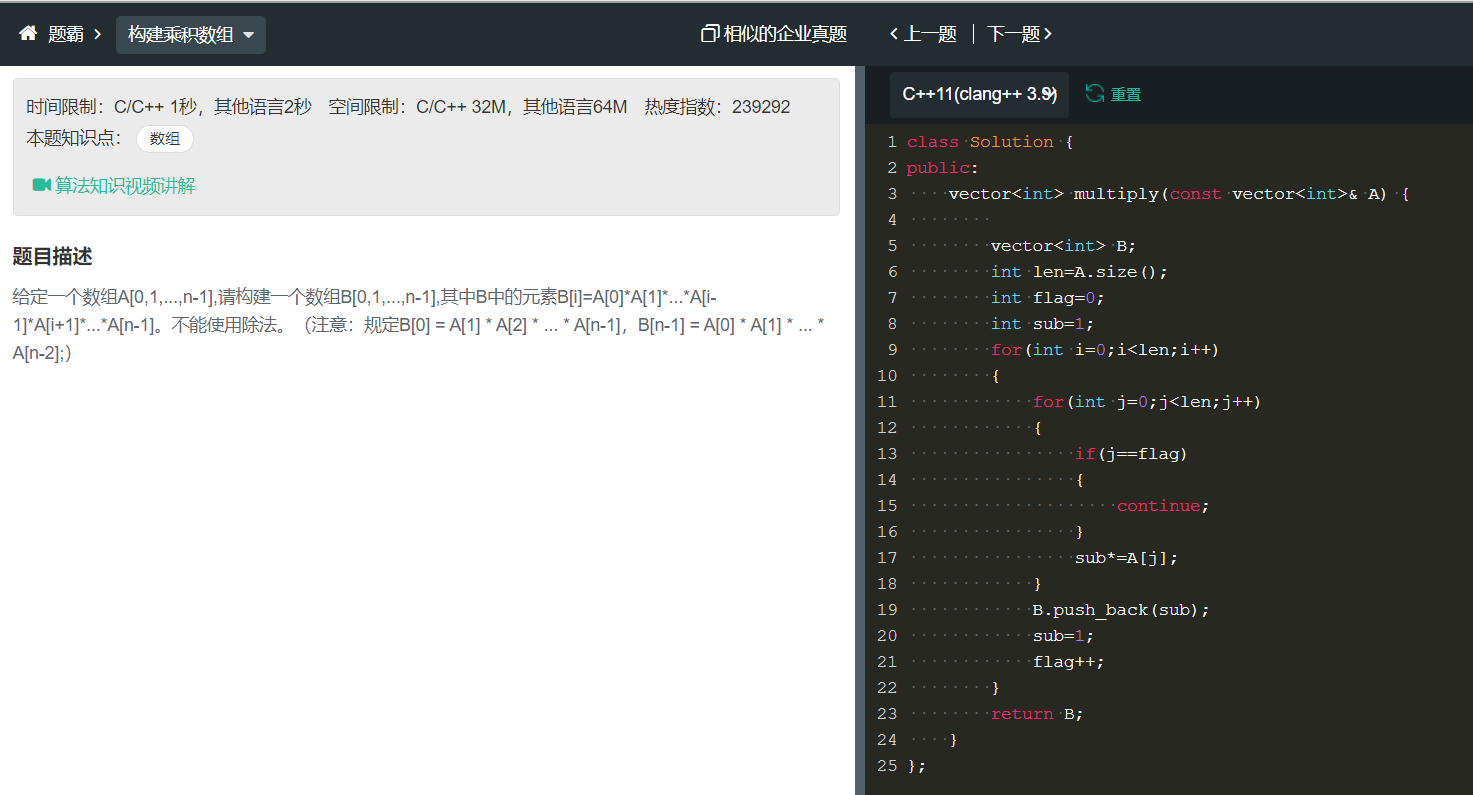 题霸 构建乘积数组 相似的企业真题 上一题 | 下一题
时间限制：C/C++ 1秒，其他语言2秒 空间限制：C/C++ 32M，其他语言64M 热度指数：239292
本题知识点： 数组
算法知识视频讲解
题目描述
给定一个数组A[0,1,...,n-1],请构建一个数组B[0,1,...,n-1],其中B中的元素B[i]=A[0]*A[1]*...*A[i-
1]*A[i+1]*...*A[n-1]。不能使用除法。（注意：规定B[0] = A[1] * A[2] * ... * A[n-1]，B[n-1] = A[0] * A[1] * ... *
A[n-2];）
C++11(clang++ 3.9) 重置
1 class Solution {
2 public:
3     vector<int> multiply(const vector<int>& A) {
4
5         vector<int> B;
6         int len=A.size();
7         int flag=0;
8         int sub=1;
9         for(int i=0;i<len;i++)
10         {
11             for(int j=0;j<len;j++)
12             {
13                 if(j==flag)
14                 {
15                     continue;
16                 }
17                 sub*=A[j];
18             }
19             B.push_back(sub);
20             sub=1;
21             flag++;
22         }
23         return B;
24     }
25 };